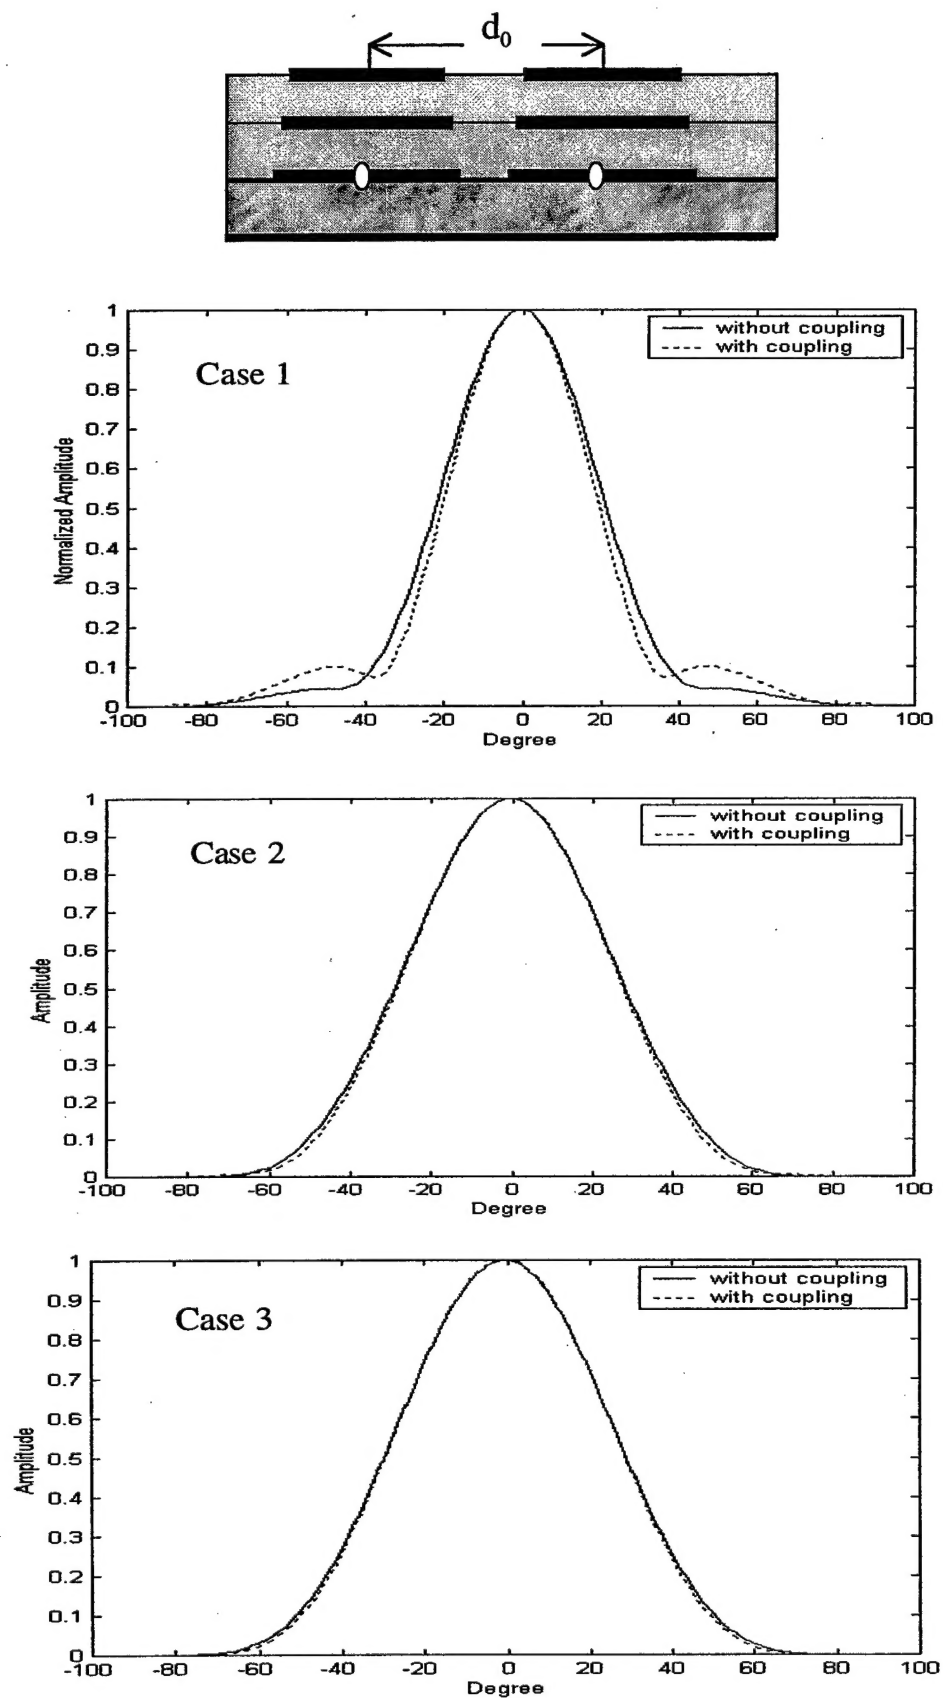 d0
Case 1
without coupling
with coupling
Normalized Amplitude
1
0.9
0.8
0.7
0.6
0.5
0.4
0.3
0.2
0.1
0
-100 -80 -60 -40 -20 0 20 40 60 80 100
Degree
Case 2
without coupling
with coupling
Amplitude
1
0.9
0.8
0.7
0.6
0.5
0.4
0.3
0.2
0.1
0
-100 -80 -60 -40 -20 0 20 40 60 80 100
Degree
Case 3
without coupling
with coupling
Amplitude
1
0.9
0.8
0.7
0.6
0.5
0.4
0.3
0.2
0.1
0
-100 -80 -60 -40 -20 0 20 40 60 80 100
Degree